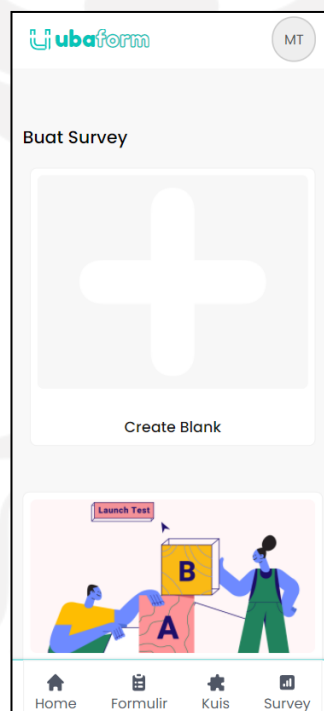 ubaform
MT
Buat Survey
Create Blank
Launch Test
B
A
Home Formulir Kuis Survey